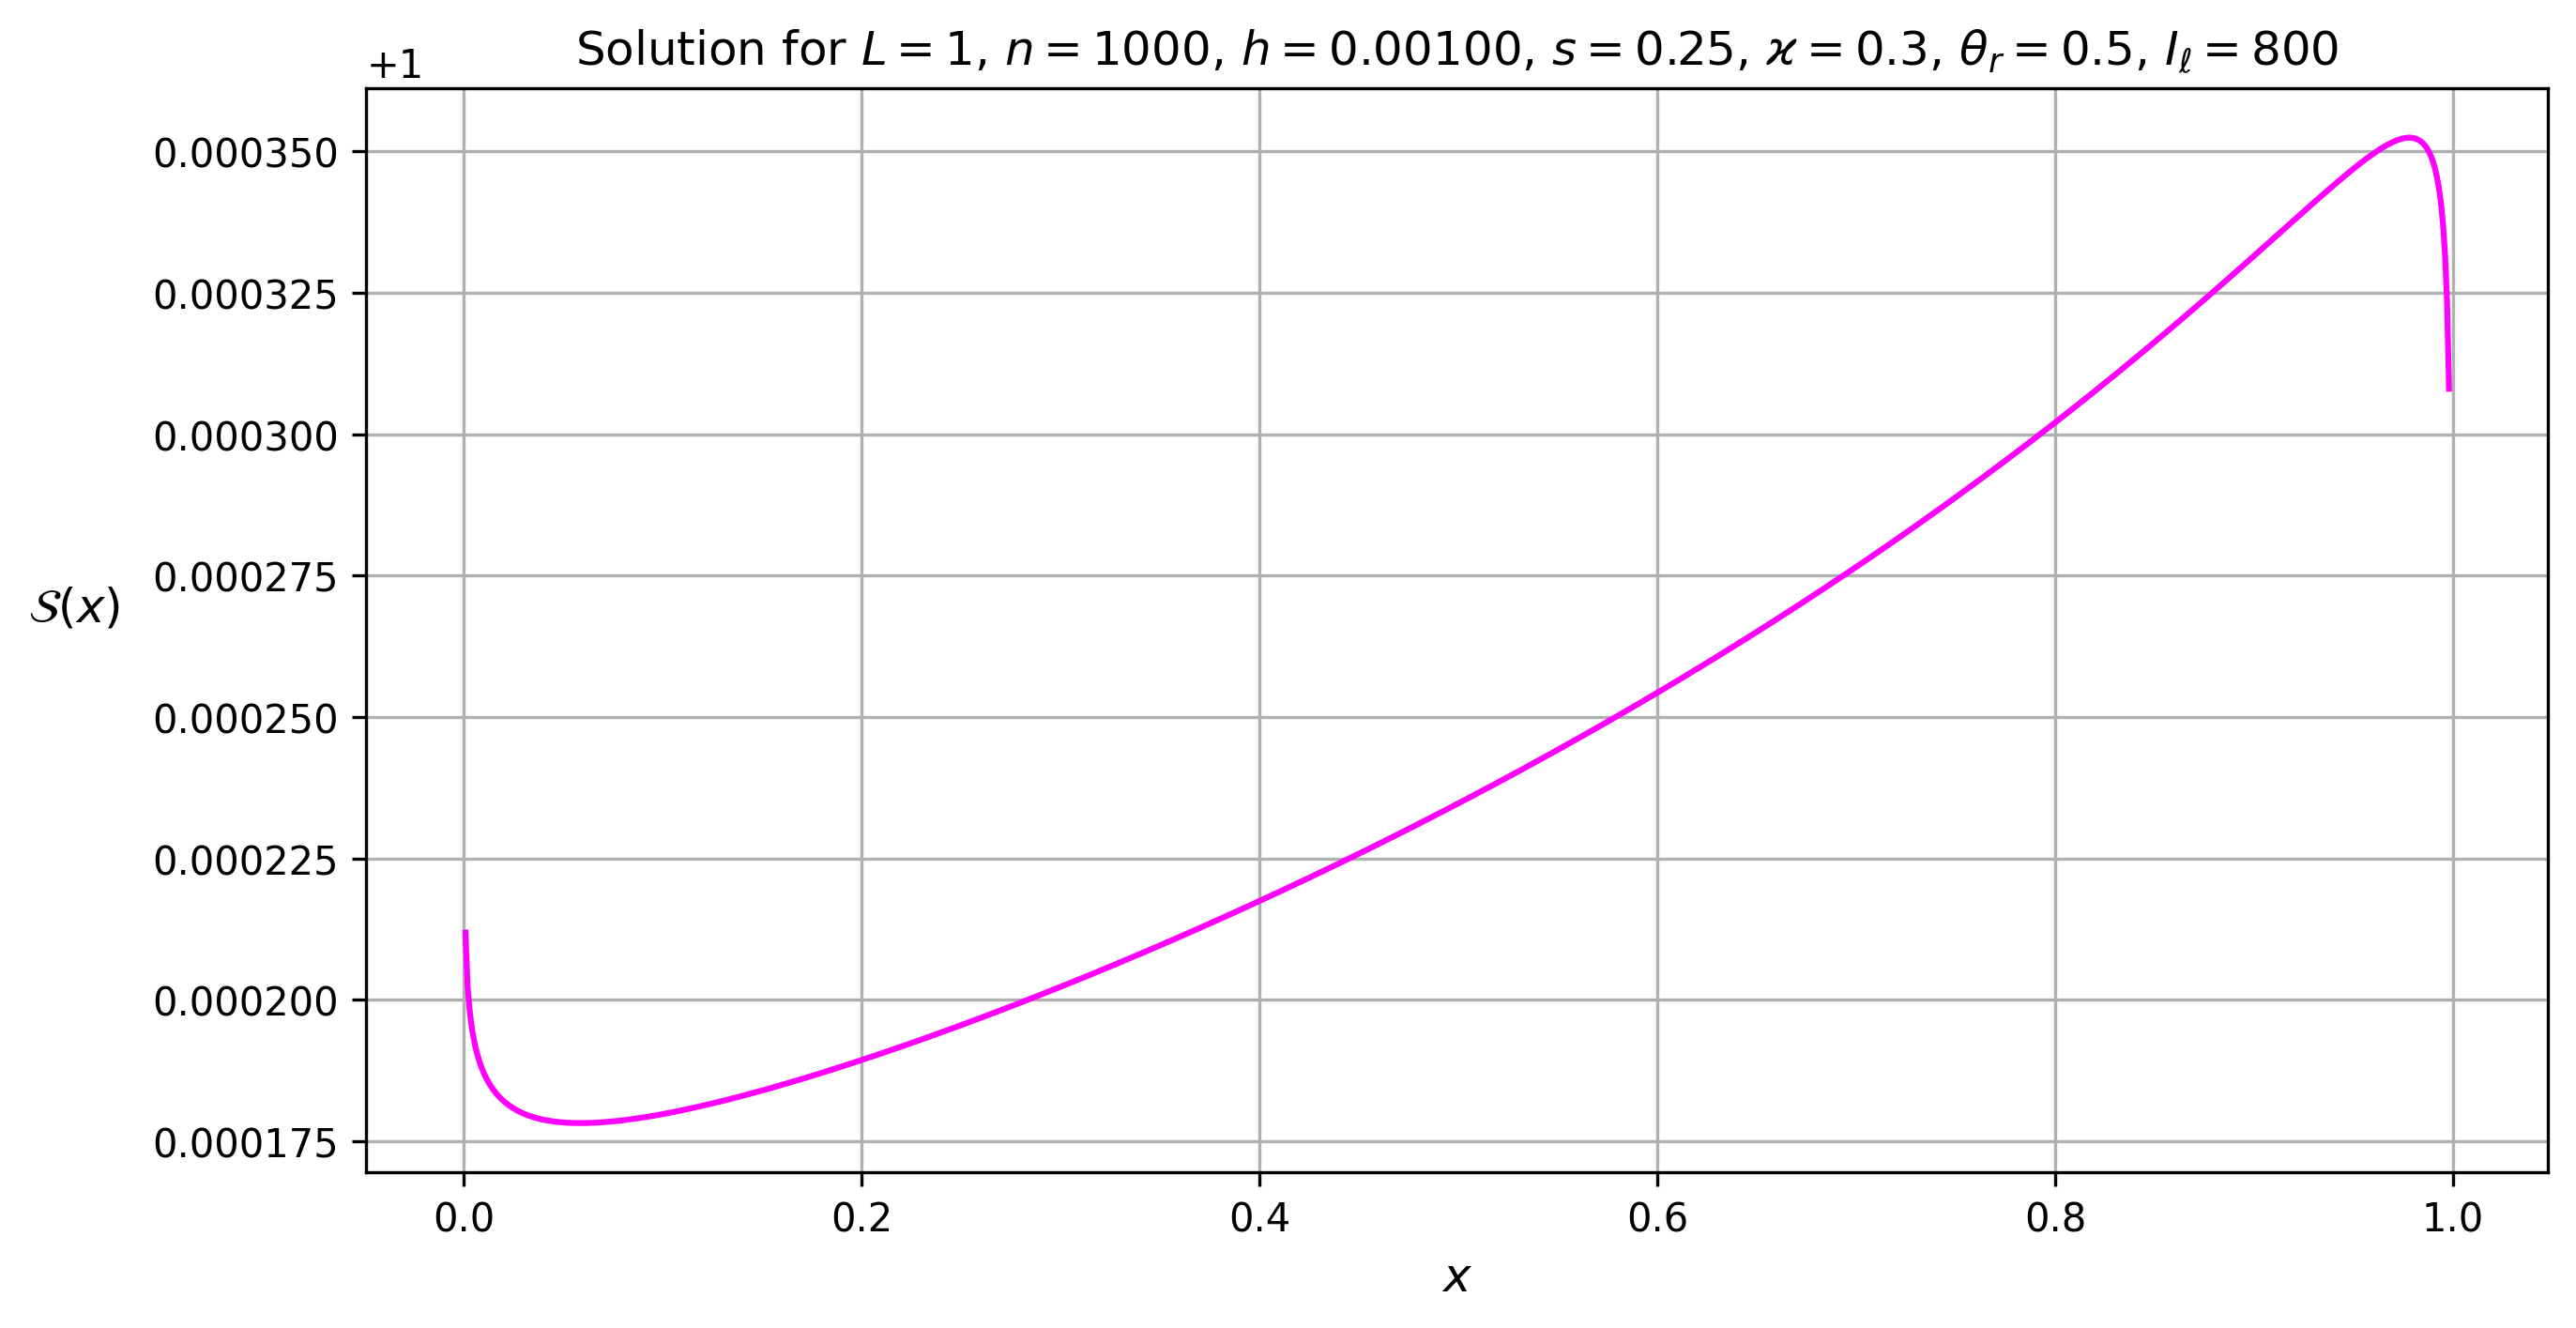 Solution for L = 1, n = 1000, h = 0.00100, s = 0.25, ϰ = 0.3, θ_r = 0.5, I_ℓ = 800
+1
0.000350
0.000325
0.000300
0.000275
𝒮(x)
0.000250
0.000225
0.000200
0.000175
0.0 0.2 0.4 0.6 0.8 1.0
x